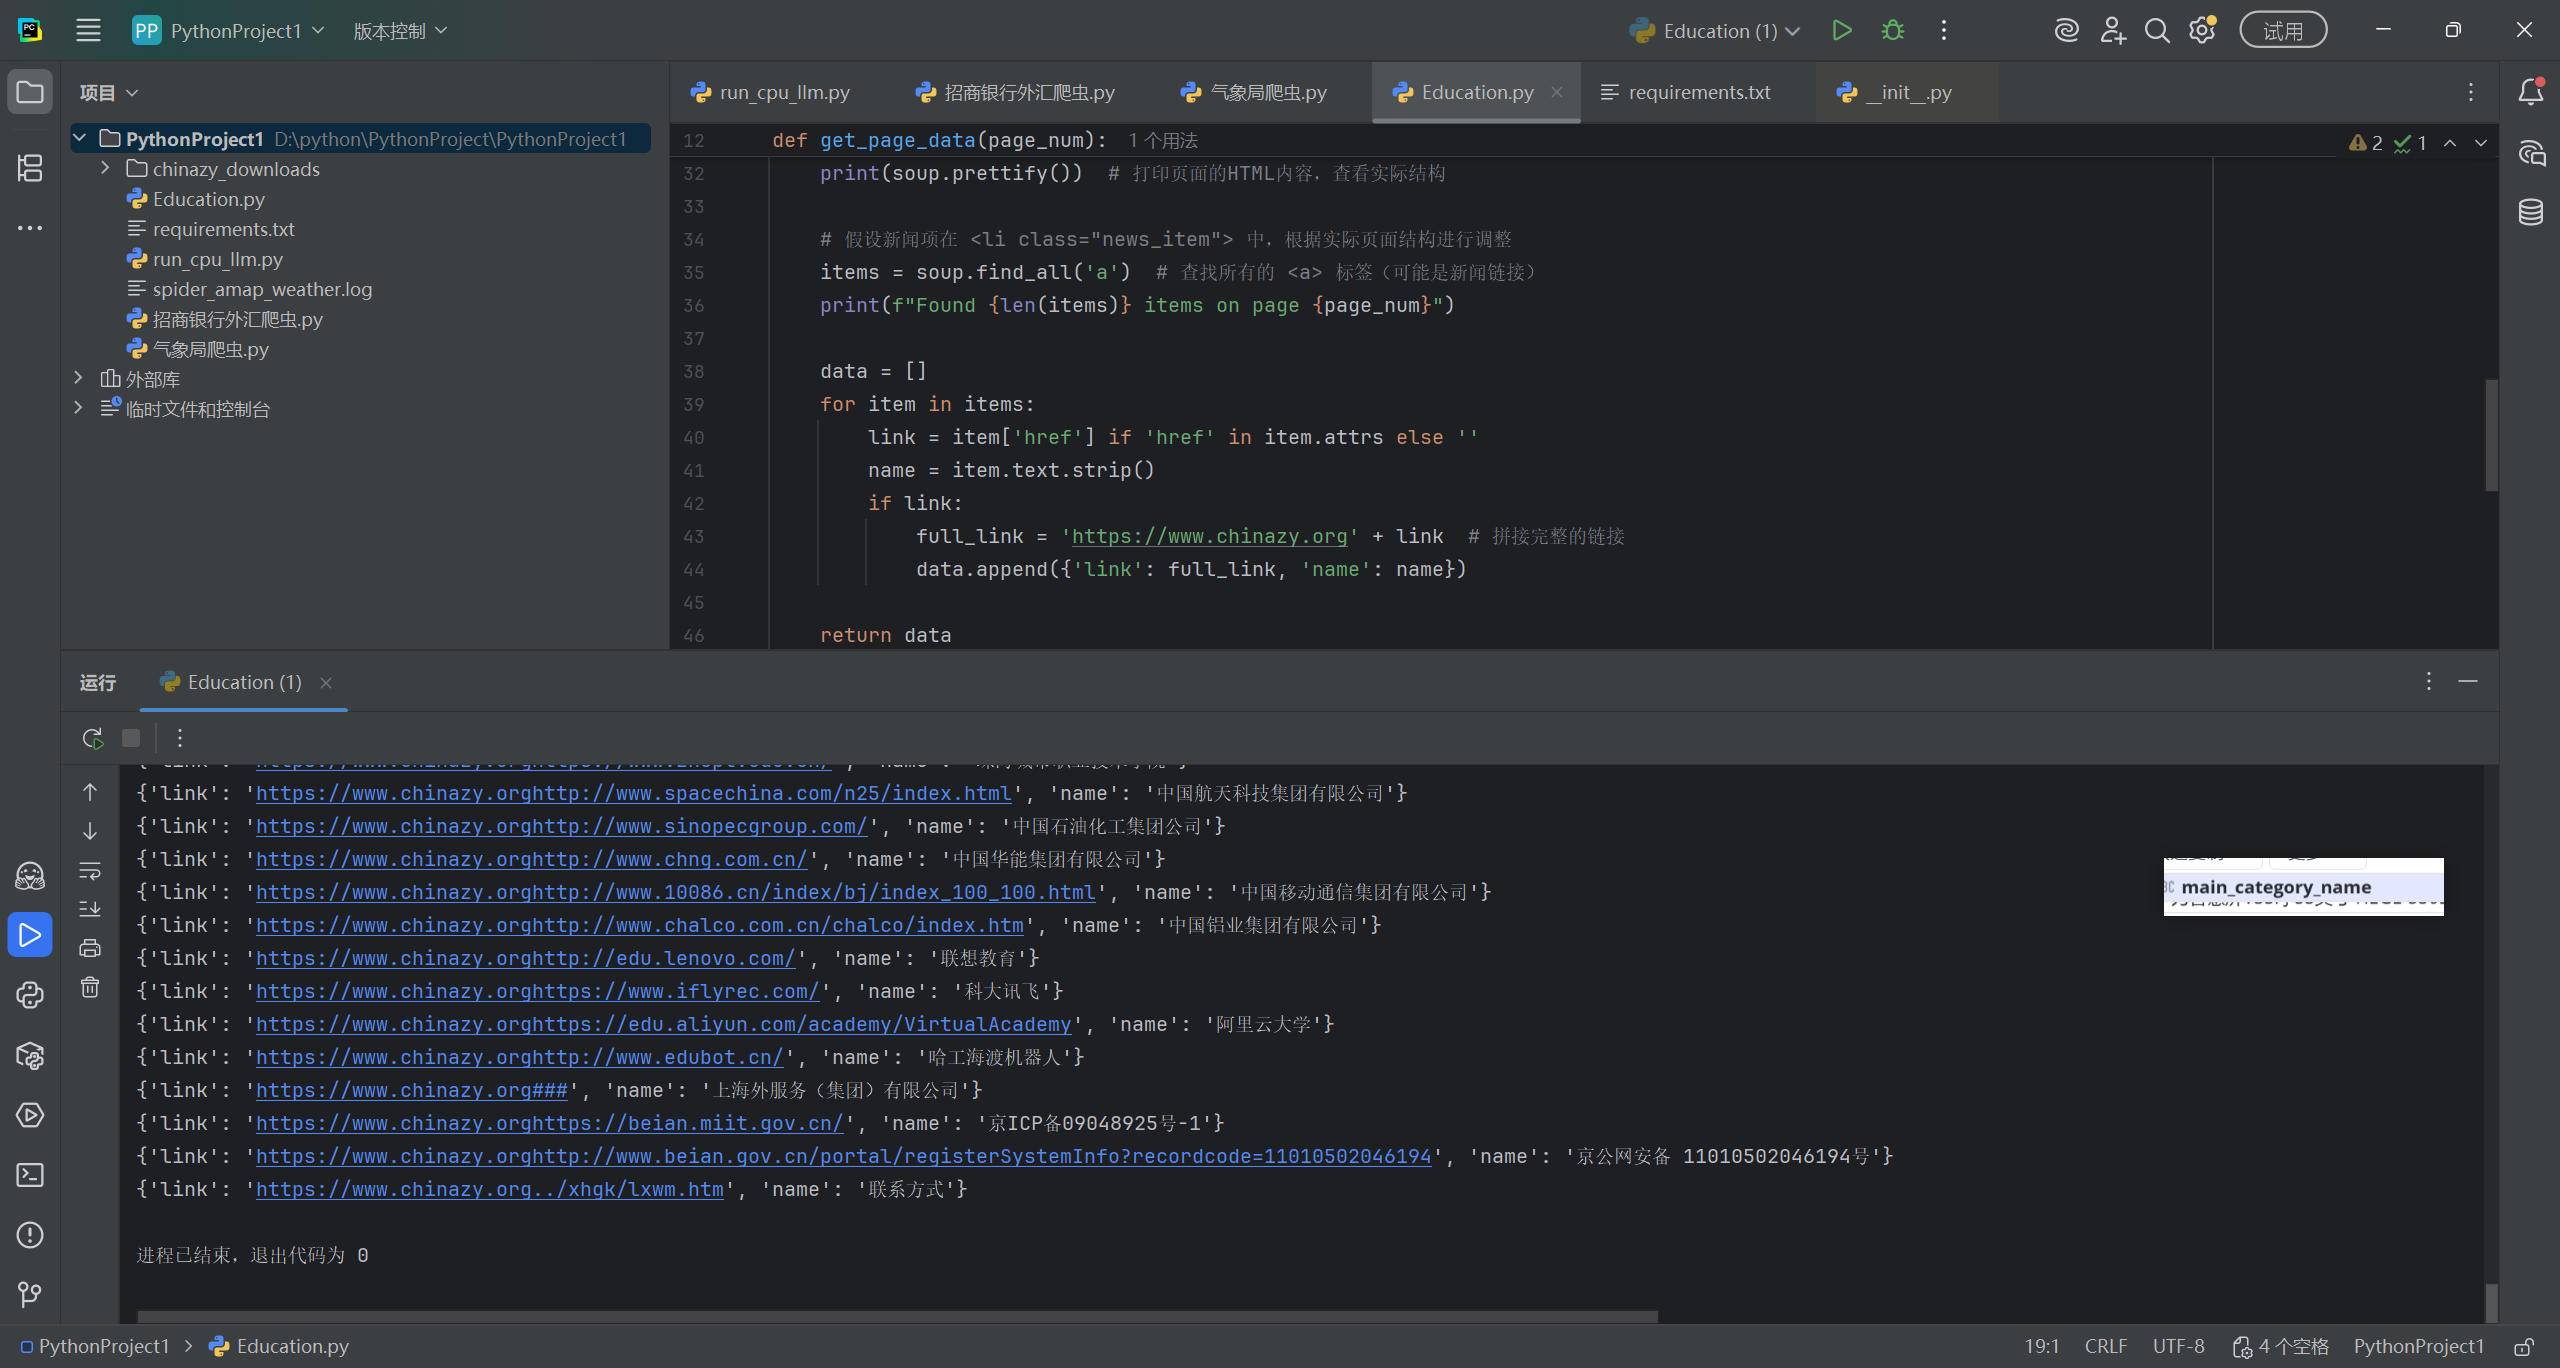 PythonProject1
版本控制
Education (1)
试用
项目
run_cpu_llm.py
招商银行外汇爬虫.py
气象局爬虫.py
Education.py
requirements.txt
__init__.py
PythonProject1 D:\python\PythonProject\PythonProject1
chinazy_downloads
Education.py
requirements.txt
run_cpu_llm.py
spider_amap_weather.log
招商银行外汇爬虫.py
气象局爬虫.py
外部库
临时文件和控制台
12 def get_page_data(page_num): 1 个用法
2 1
32 print(soup.prettify()) # 打印页面的HTML内容，查看实际结构
33
34 # 假设新闻项在 <li class="news_item"> 中，根据实际页面结构进行调整
35 items = soup.find_all('a') # 查找所有的 <a> 标签（可能是新闻链接）
36 print(f"Found {len(items)} items on page {page_num}")
37
38 data = []
39 for item in items:
40 link = item['href'] if 'href' in item.attrs else ''
41 name = item.text.strip()
42 if link:
43 full_link = 'https://www.chinazy.org' + link # 拼接完整的链接
44 data.append({'link': full_link, 'name': name})
45
46 return data
运行 Education (1)
{'link': 'https://www.chinazy.orghttp://www.spacechina.com/n25/index.html', 'name': '中国航天科技集团有限公司'}
{'link': 'https://www.chinazy.orghttp://www.sinopecgroup.com/', 'name': '中国石油化工集团公司'}
{'link': 'https://www.chinazy.orghttp://www.chng.com.cn/', 'name': '中国华能集团有限公司'}
{'link': 'https://www.chinazy.orghttp://www.10086.cn/index/bj/index_100_100.html', 'name': '中国移动通信集团有限公司'}
{'link': 'https://www.chinazy.orghttp://www.chalco.com.cn/chalco/index.htm', 'name': '中国铝业集团有限公司'}
{'link': 'https://www.chinazy.orghttp://edu.lenovo.com/', 'name': '联想教育'}
{'link': 'https://www.chinazy.orghttps://www.iflyrec.com/', 'name': '科大讯飞'}
{'link': 'https://www.chinazy.orghttps://edu.aliyun.com/academy/VirtualAcademy', 'name': '阿里云大学'}
{'link': 'https://www.chinazy.orghttp://www.edubot.cn/', 'name': '哈工海渡机器人'}
{'link': 'https://www.chinazy.org###', 'name': '上海外服务（集团）有限公司'}
{'link': 'https://www.chinazy.orghttps://beian.miit.gov.cn/', 'name': '京ICP备09048925号-1'}
{'link': 'https://www.chinazy.orghttp://www.beian.gov.cn/portal/registerSystemInfo?recordcode=11010502046194', 'name': '京公网安备 11010502046194号'}
{'link': 'https://www.chinazy.org../xhgk/lxwm.htm', 'name': '联系方式'}
main_category_name
进程已结束，退出代码为 0
PythonProject1 Education.py
19:1 CRLF UTF-8 4 个空格 PythonProject1